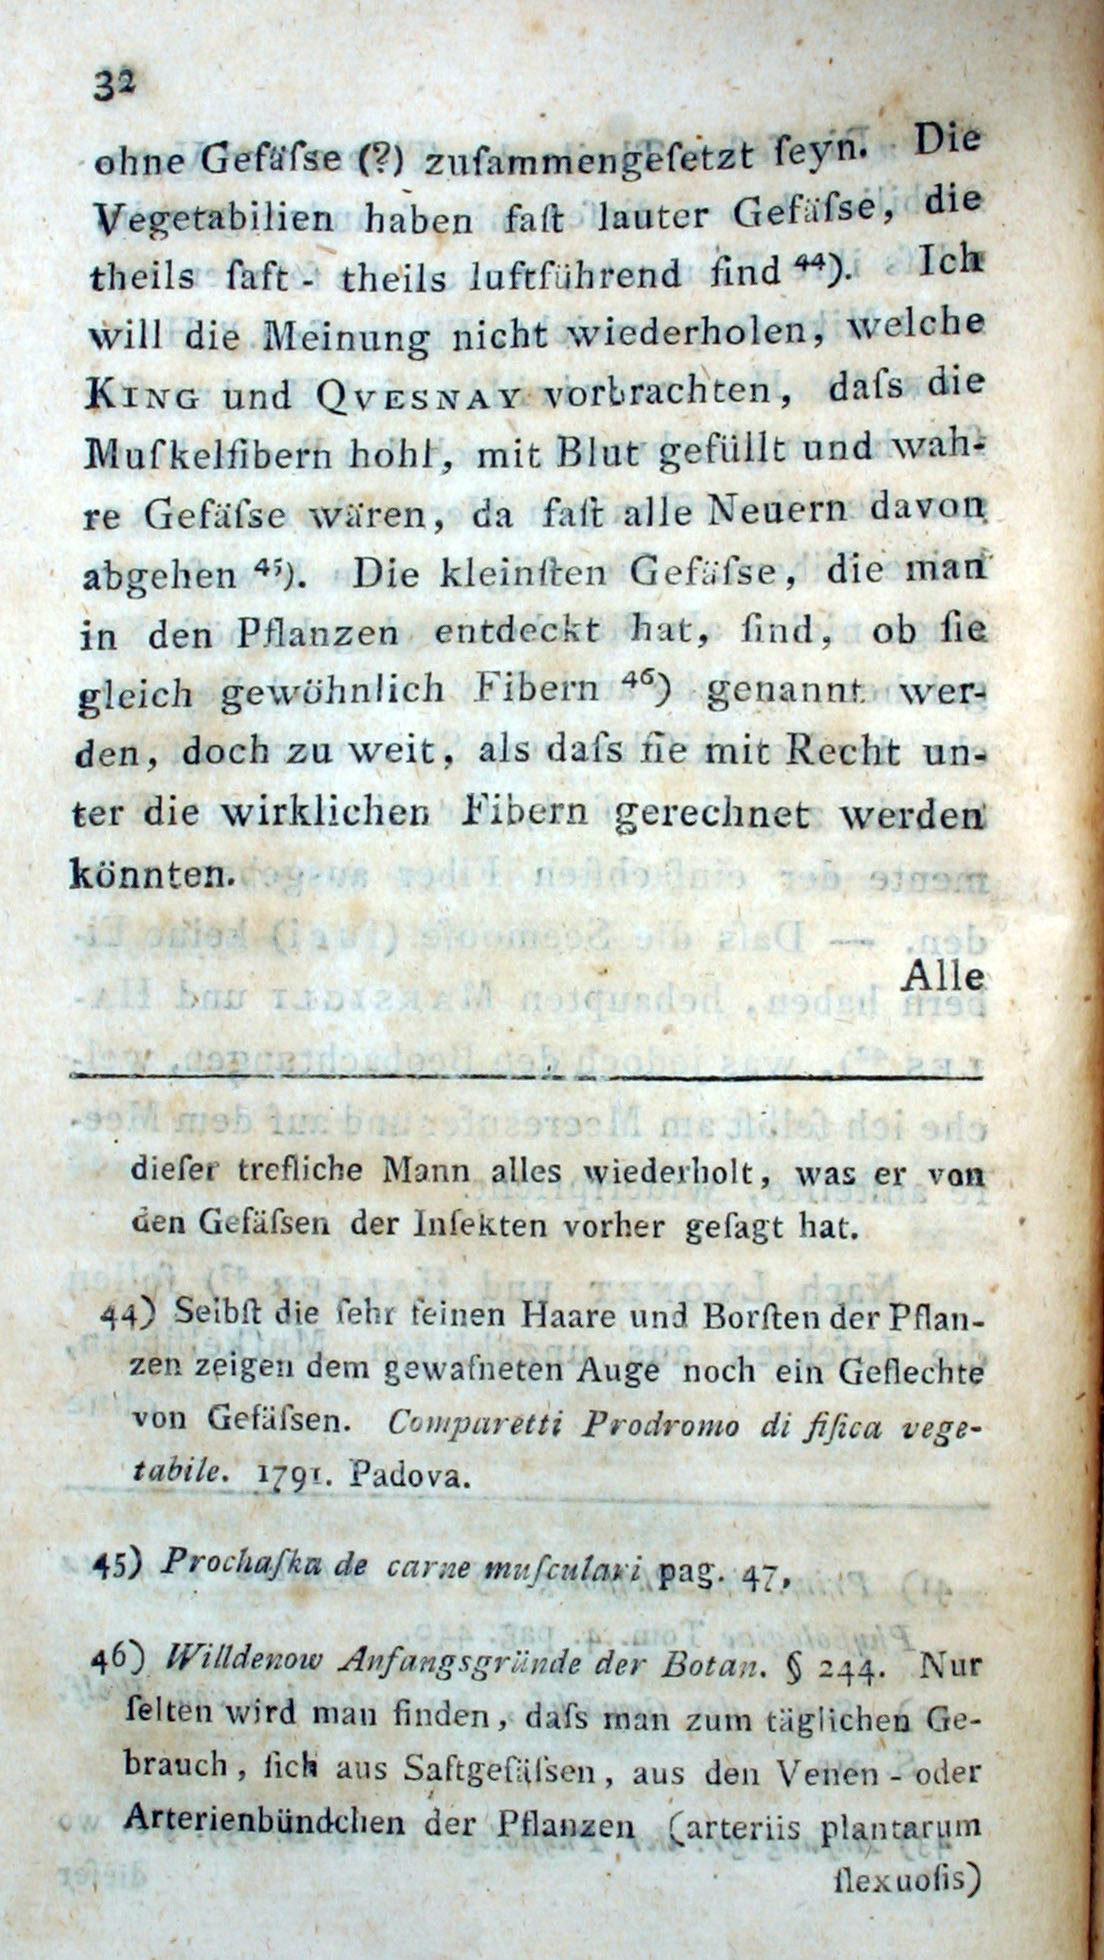 32
ohne Gefäſse (?) zuſammengeſetzt ſeyn. Die
Vegetabilien haben faſt lauter Gefäſse, die
theils ſaft- theils luftführend ſind ⁴⁴). Ich
will die Meinung nicht wiederholen, welche
KING und QVESNAY vorbrachten, daſs die
Muſkelfibern hohl, mit Blut gefüllt und wah-
re Gefäſse wären, da faſt alle Neuern davon
abgehen ⁴⁵). Die kleinſten Gefäſse, die man
in den Pflanzen entdeckt hat, ſind, ob ſie
gleich gewöhnlich Fibern ⁴⁶) genannt wer-
den, doch zu weit, als daſs ſie mit Recht un-
ter die wirklichen Fibern gerechnet werden
könnten.
Alle
dieſer trefliche Mann alles wiederholt, was er von
den Gefäſsen der Inſekten vorher geſagt hat.
44) Selbſt die ſehr feinen Haare und Borſten der Pflan-
zen zeigen dem gewafneten Auge noch ein Geflechte
von Gefäſsen. Comparetti Prodromo di fiſica vege-
tabile. 1791. Padova.
45) Prochaſka de carne muſculari pag. 47.
46) Willdenow Anfangsgründe der Botan. § 244. Nur
ſelten wird man finden, daſs man zum täglichen Ge-
brauch, ſich aus Saftgefäſsen, aus den Venen- oder
Arterienbündchen der Pflanzen (arteriis plantarum
flexuoſis)